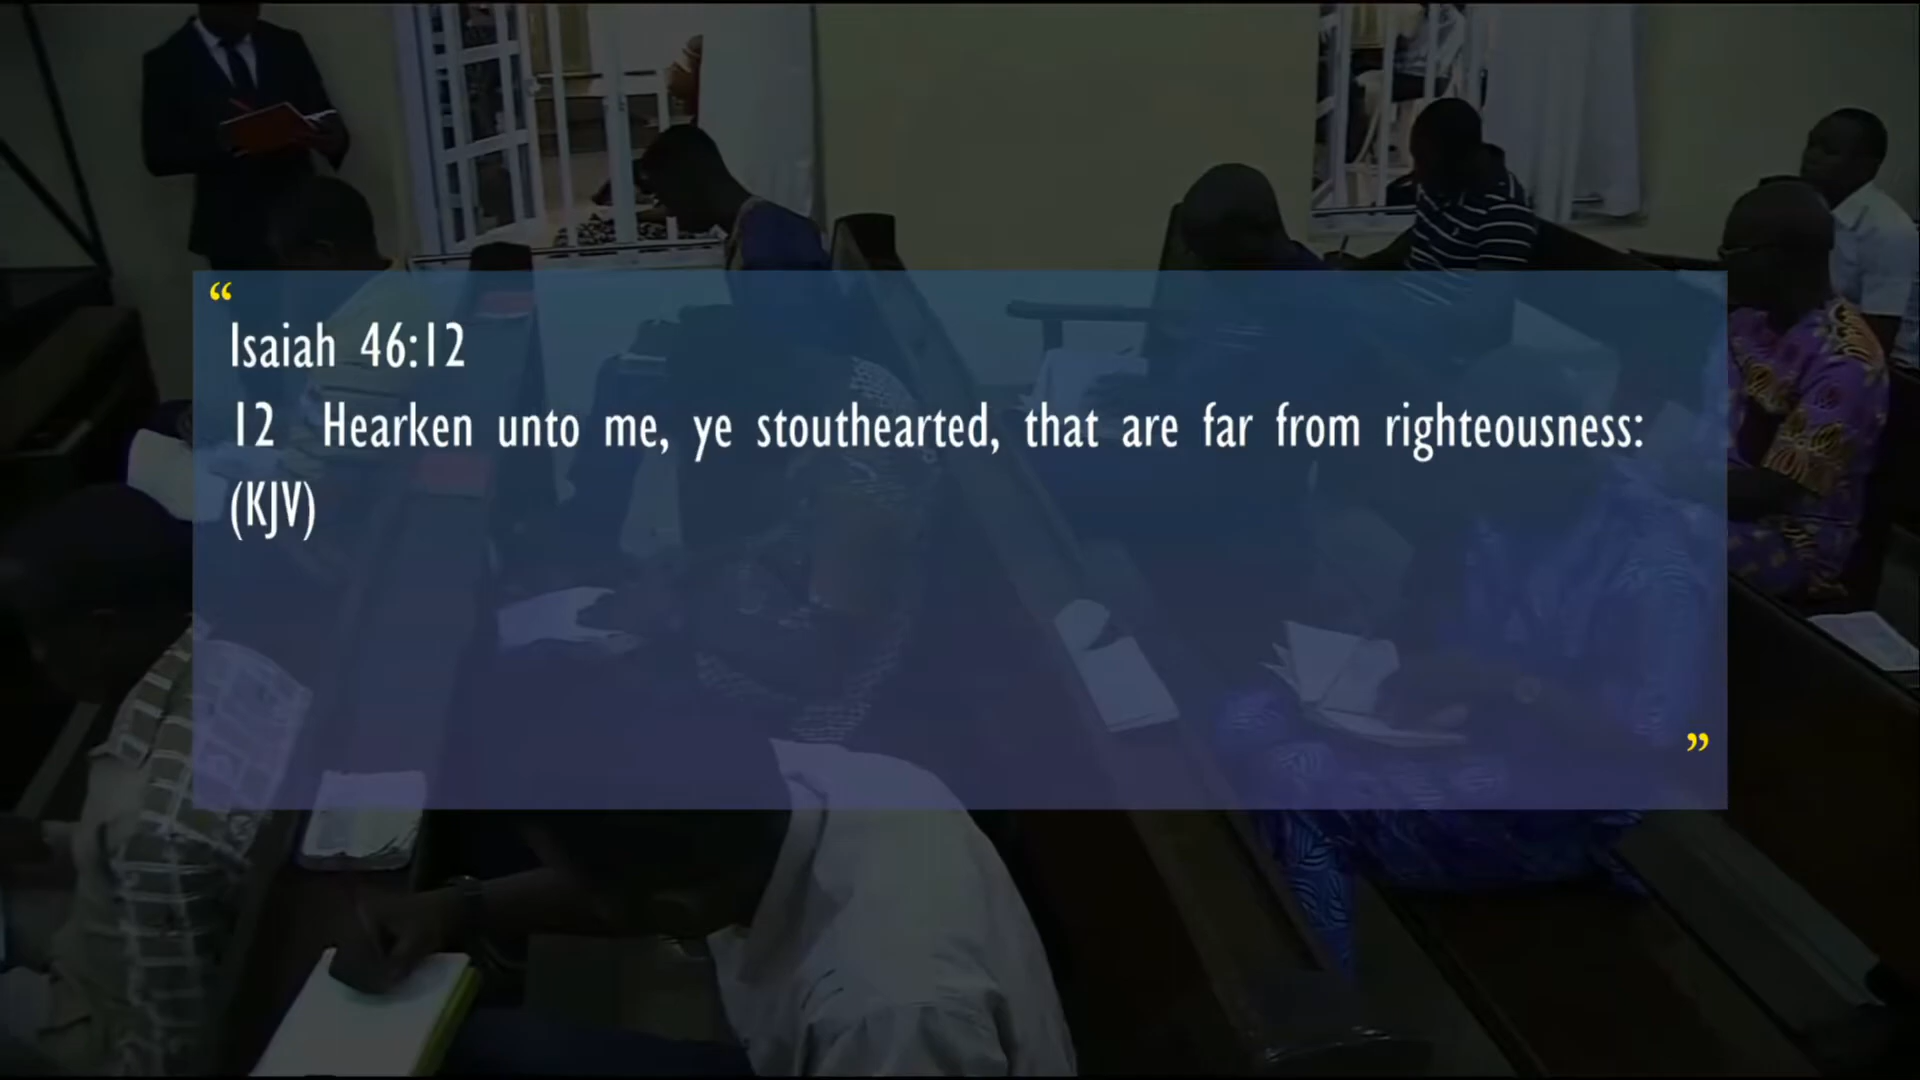 “
Isaiah 46:12
12 Hearken unto me, ye stouthearted, that are far from righteousness:
(KJV)
”